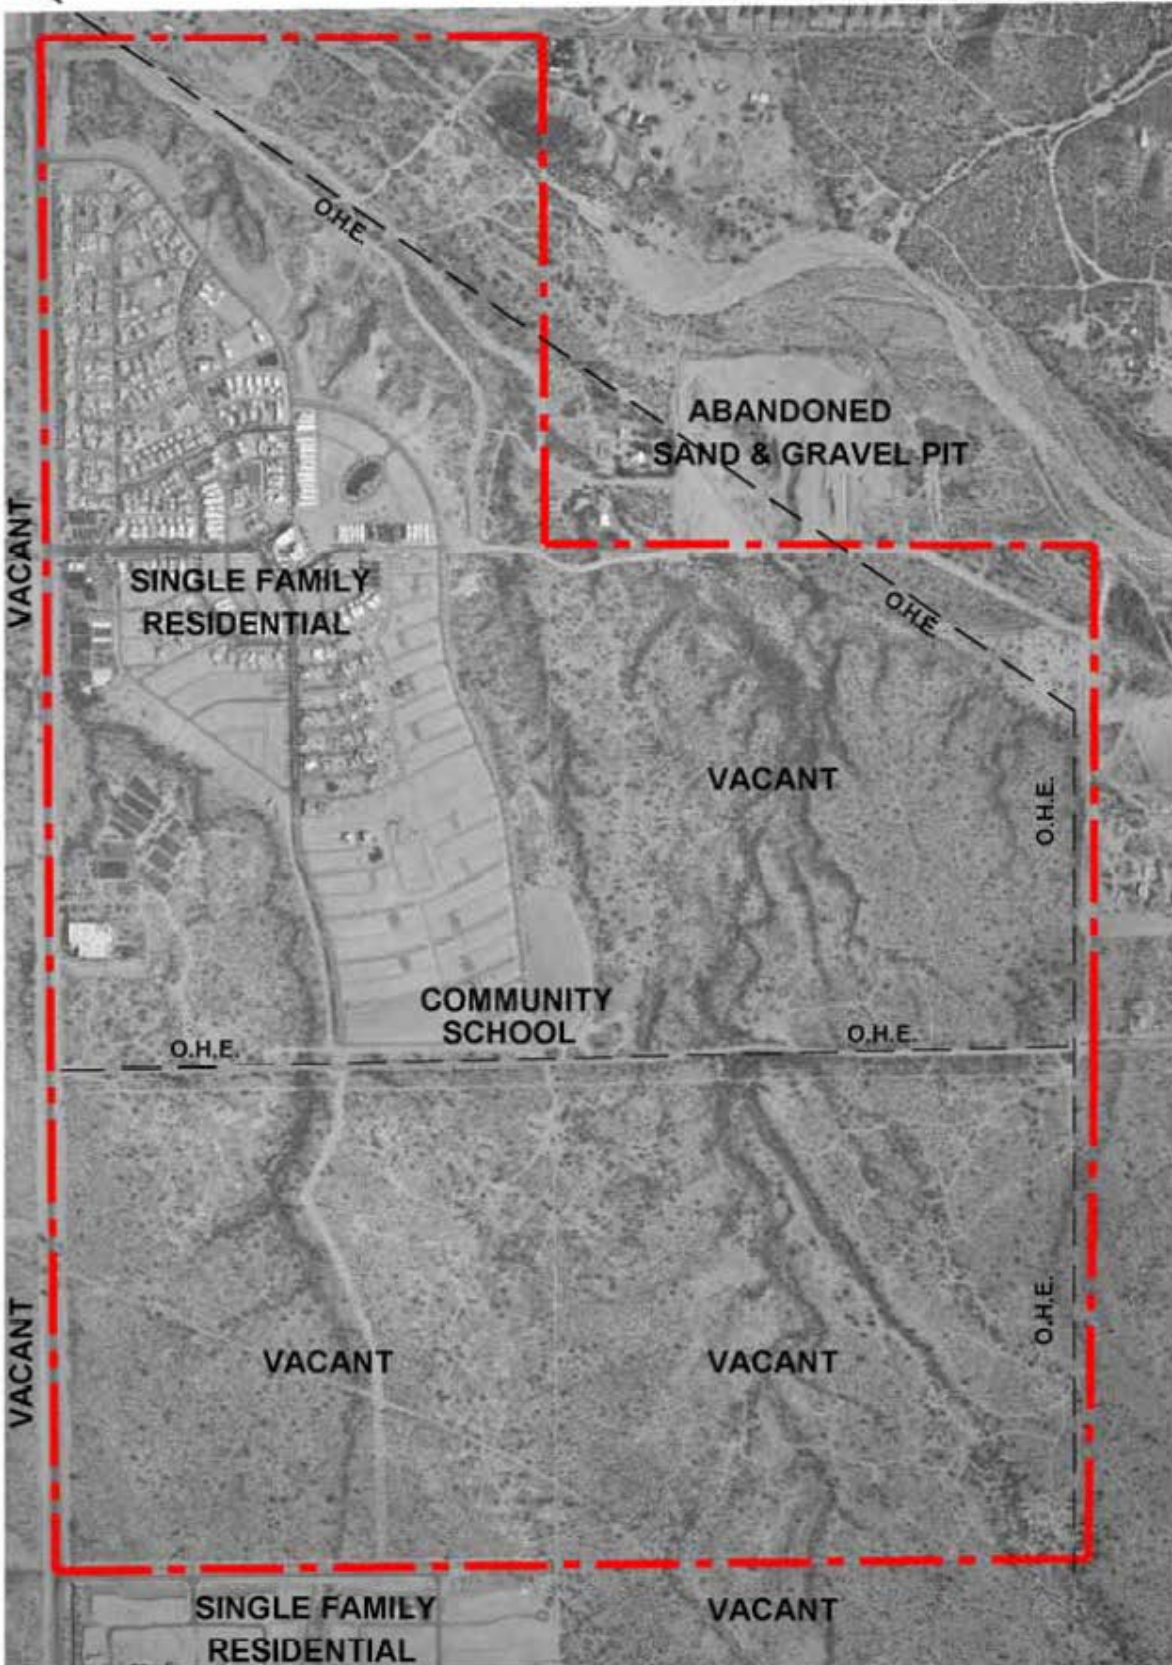 O.H.E.
ABANDONED
SAND & GRAVEL PIT
VACANT
SINGLE FAMILY
RESIDENTIAL
O.H.E.
VACANT
O.H.E.
COMMUNITY
SCHOOL
O.H.E.
O.H.E.
VACANT
VACANT
VACANT
O.H.E.
SINGLE FAMILY
RESIDENTIAL
VACANT